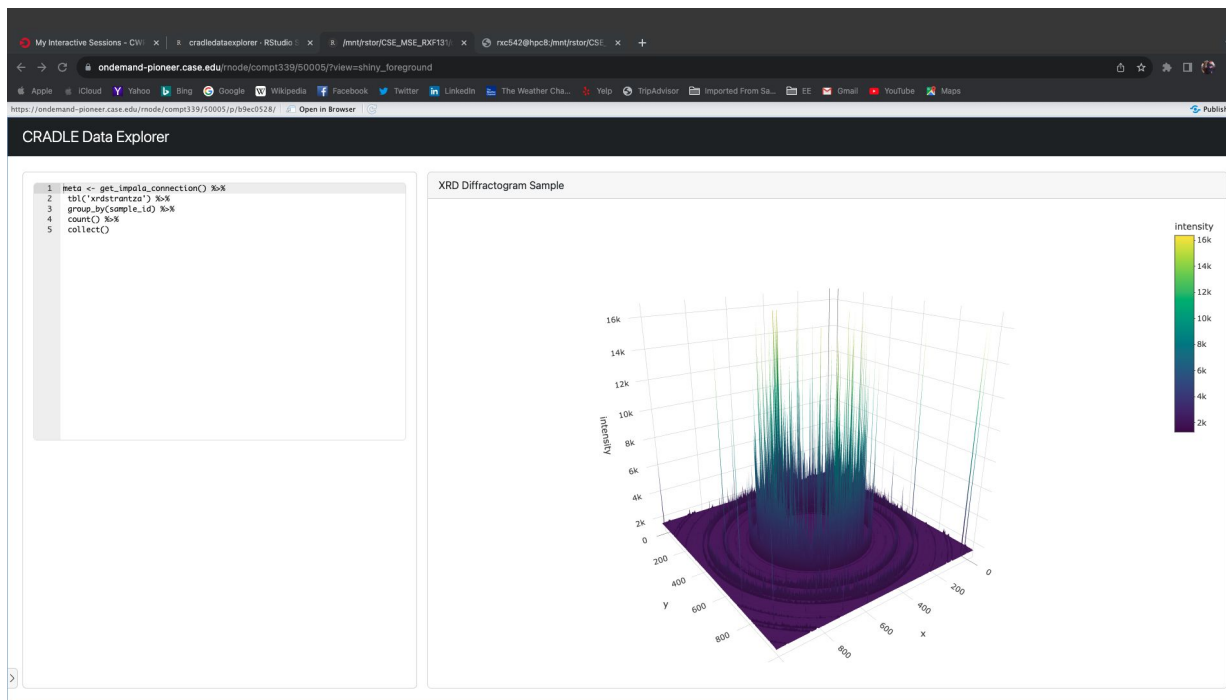 My Interactive Sessions - CW
cradledataexplorer - RStudio S
/mnt/rstor/CSE_MSE_RXF131/
rxc542@hpc8:/mnt/rstor/CSE_
ondemand-pioneer.case.edu/rnode/compt339/50005/?view=shiny_foreground
Apple iCloud Yahoo Bing Google Wikipedia Facebook Twitter LinkedIn The Weather Cha... Yelp TripAdvisor Imported From Sa... EE Gmail YouTube Maps
https://ondemand-pioneer.case.edu/rnode/compt339/50005/p/b9ec0528/ Open in Browser Publish
CRADLE Data Explorer
1 meta <- get_impala_connection() %>%
2 tbl('xrdstrantza') %>%
3 group_by(sample_id) %>%
4 count() %>%
5 collect()
XRD Diffractogram Sample
intensity
16k
14k
12k
10k
8k
6k
4k
2k
16k
14k
12k
10k
8k
6k
4k
2k
intensity
0
200
400
600
800
y
0
200
400
600
800
x